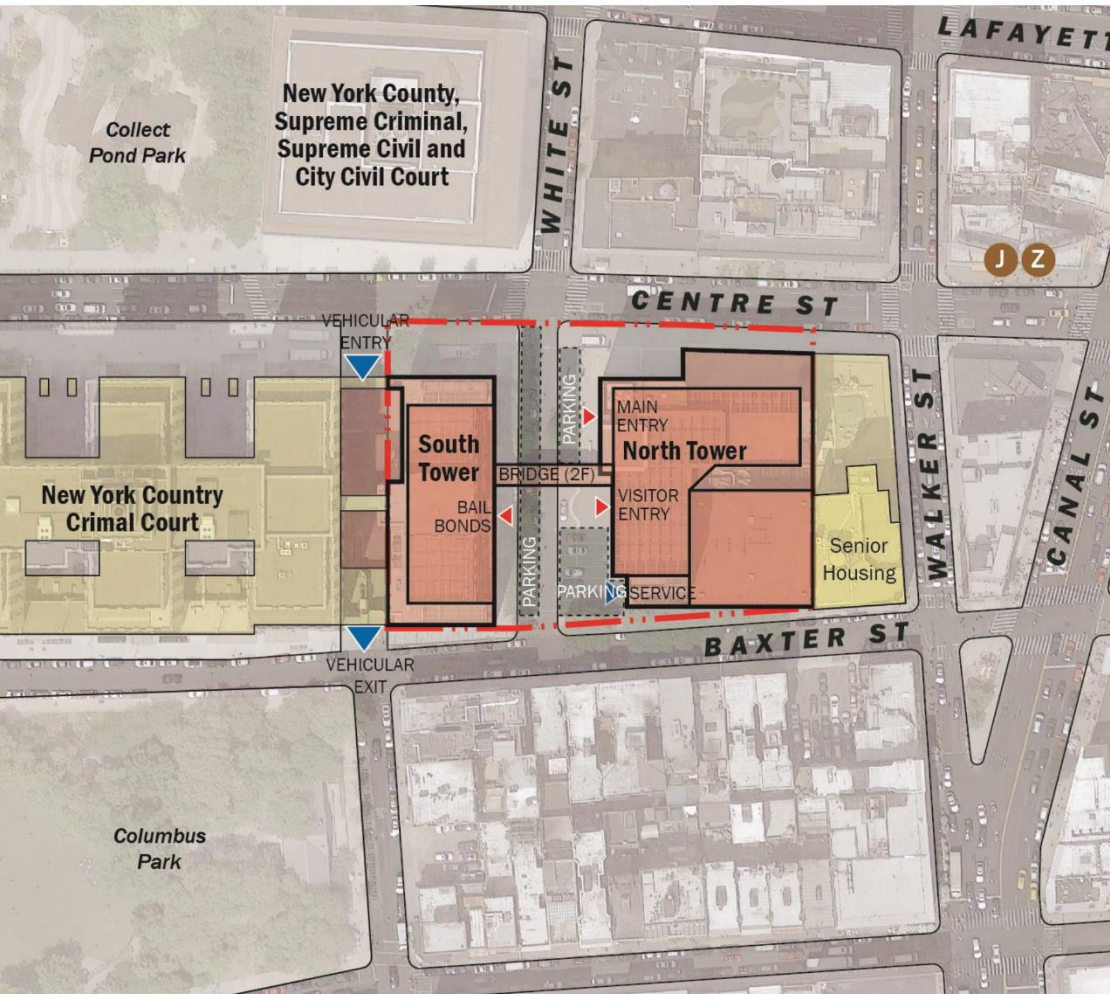 LAFAYETT
New York County,
Supreme Criminal,
Supreme Civil and
City Civil Court
Collect
Pond Park
WHITE ST
J Z
CENTRE ST
VEHICULAR
ENTRY
PARKING
MAIN
ENTRY
South
Tower
North Tower
BRIDGE (2F)
WALKER ST
CANAL ST
New York Country
Crimal Court
BAIL
BONDS
VISITOR
ENTRY
PARKING
Senior
Housing
PARKING
SERVICE
BAXTER ST
VEHICULAR
EXIT
Columbus
Park